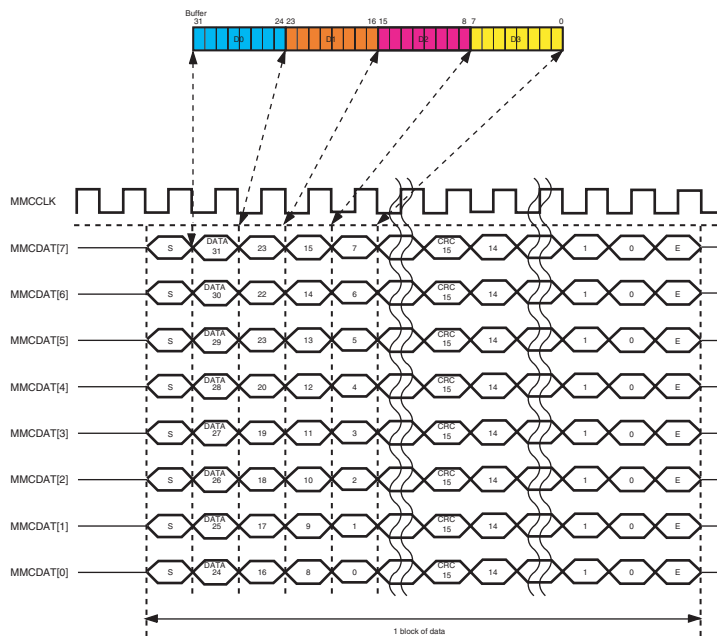 Buffer
31 24 23 16 15 8 7 0
D0 D1 D2 D3
MMCCLK
MMCDAT[7] S DATA 31 23 15 7 CRC 15 14 1 0 E
MMCDAT[6] S DATA 30 22 14 6 CRC 15 14 1 0 E
MMCDAT[5] S DATA 29 23 13 5 CRC 15 14 1 0 E
MMCDAT[4] S DATA 28 20 12 4 CRC 15 14 1 0 E
MMCDAT[3] S DATA 27 19 11 3 CRC 15 14 1 0 E
MMCDAT[2] S DATA 26 18 10 2 CRC 15 14 1 0 E
MMCDAT[1] S DATA 25 17 9 1 CRC 15 14 1 0 E
MMCDAT[0] S DATA 24 16 8 0 CRC 15 14 1 0 E
1 block of data